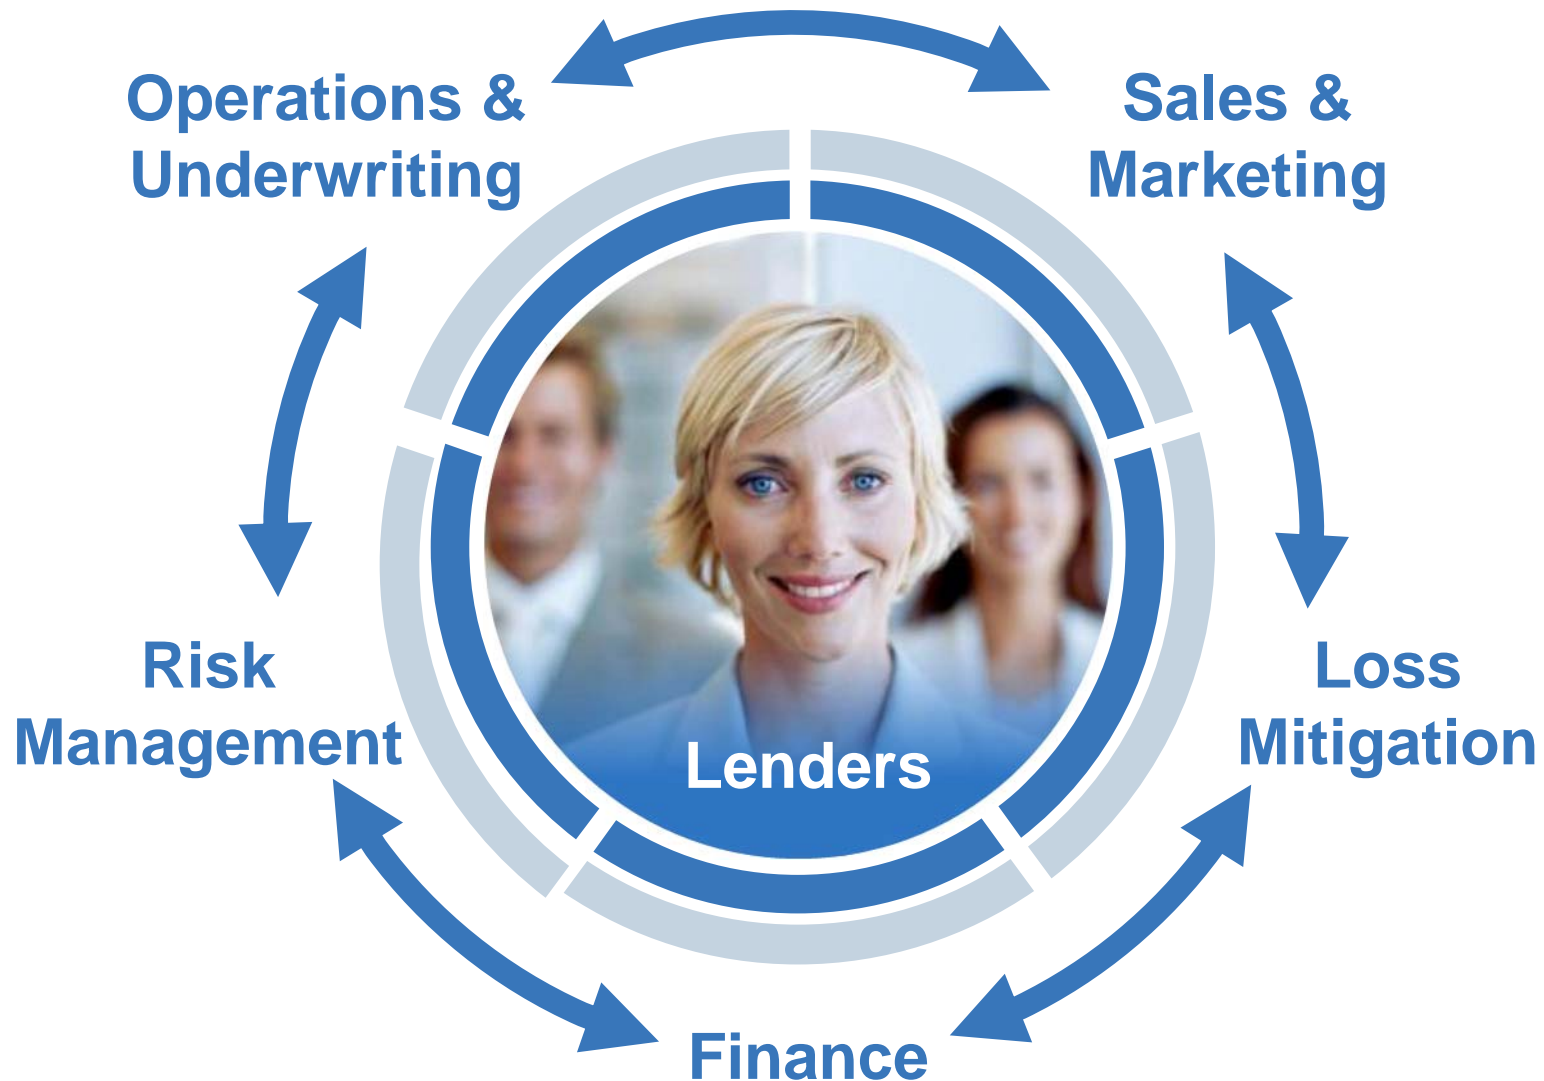 Operations &
Underwriting
Sales &
Marketing
Risk
Management
Loss
Mitigation
Lenders
Finance